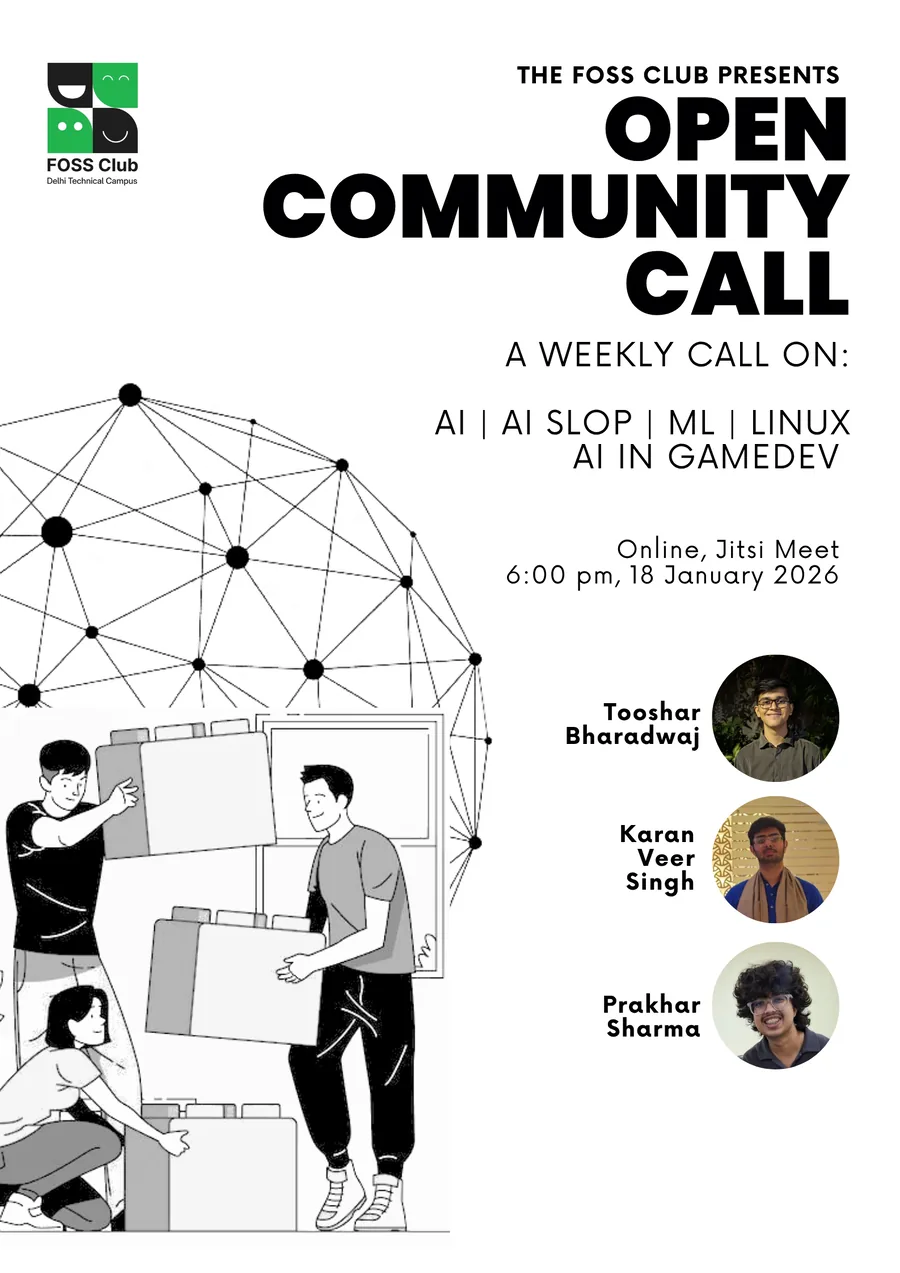 FOSS Club
Delhi Technical Campus
THE FOSS CLUB PRESENTS
OPEN
COMMUNITY
CALL
A WEEKLY CALL ON:
AI | AI SLOP | ML | LINUX
AI IN GAMEDEV
Online, Jitsi Meet
6:00 pm, 18 January 2026
Tooshar
Bharadwaj
Karan
Veer
Singh
Prakhar
Sharma